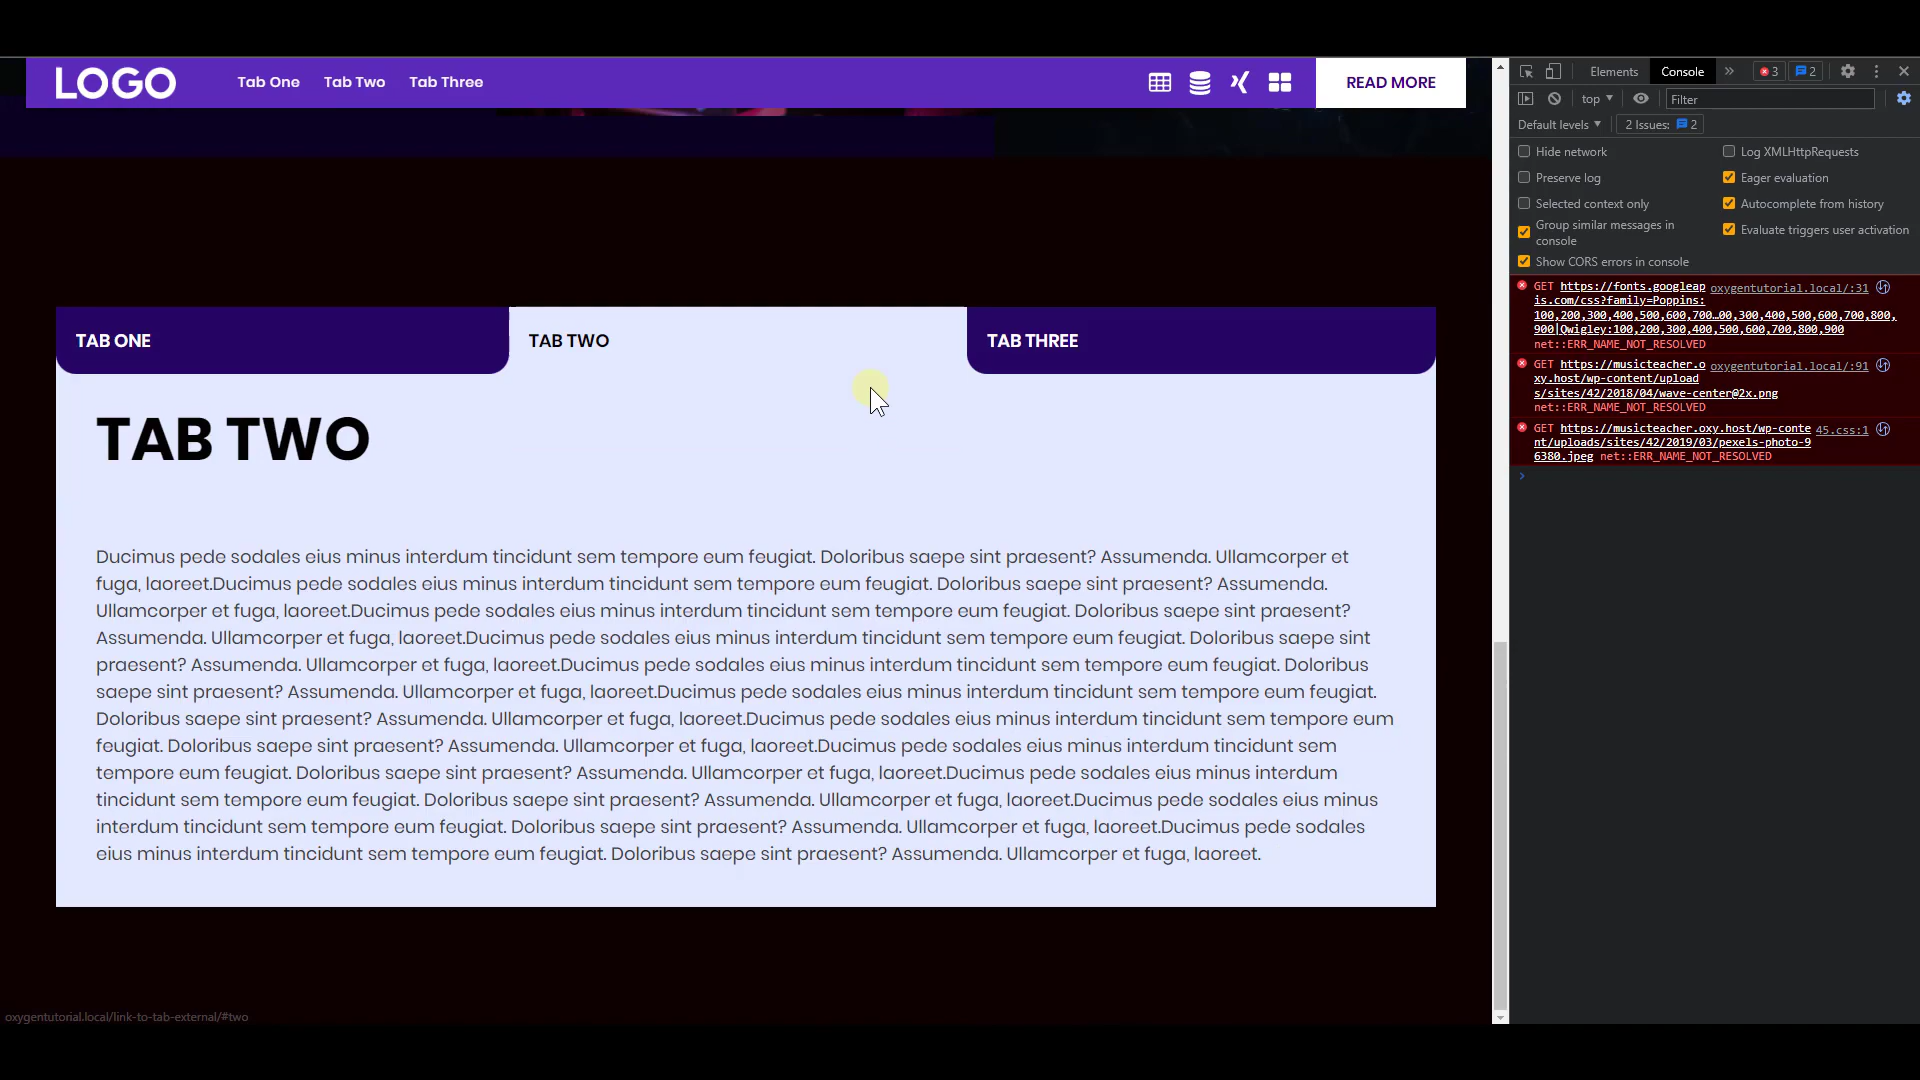 LOGO
Tab One
Tab Two
Tab Three
READ MORE
TAB ONE
TAB TWO
TAB THREE
TAB TWO
Ducimus pede sodales eius minus interdum tincidunt sem tempore eum feugiat. Doloribus saepe sint praesent? Assumenda. Ullamcorper et
fuga, laoreet.Ducimus pede sodales eius minus interdum tincidunt sem tempore eum feugiat. Doloribus saepe sint praesent? Assumenda.
Ullamcorper et fuga, laoreet.Ducimus pede sodales eius minus interdum tincidunt sem tempore eum feugiat. Doloribus saepe sint praesent?
Assumenda. Ullamcorper et fuga, laoreet.Ducimus pede sodales eius minus interdum tincidunt sem tempore eum feugiat. Doloribus saepe sint
praesent? Assumenda. Ullamcorper et fuga, laoreet.Ducimus pede sodales eius minus interdum tincidunt sem tempore eum feugiat. Doloribus
saepe sint praesent? Assumenda. Ullamcorper et fuga, laoreet.Ducimus pede sodales eius minus interdum tincidunt sem tempore eum feugiat.
Doloribus saepe sint praesent? Assumenda. Ullamcorper et fuga, laoreet.Ducimus pede sodales eius minus interdum tincidunt sem tempore eum
feugiat. Doloribus saepe sint praesent? Assumenda. Ullamcorper et fuga, laoreet.Ducimus pede sodales eius minus interdum tincidunt sem
tempore eum feugiat. Doloribus saepe sint praesent? Assumenda. Ullamcorper et fuga, laoreet.Ducimus pede sodales eius minus interdum
tincidunt sem tempore eum feugiat. Doloribus saepe sint praesent? Assumenda. Ullamcorper et fuga, laoreet.Ducimus pede sodales eius minus
interdum tincidunt sem tempore eum feugiat. Doloribus saepe sint praesent? Assumenda. Ullamcorper et fuga, laoreet.Ducimus pede sodales
eius minus interdum tincidunt sem tempore eum feugiat. Doloribus saepe sint praesent? Assumenda. Ullamcorper et fuga, laoreet.
oxygentutorial.local/link-to-tab-external/#two
Elements
Console
3
2
top
Filter
Default levels
2 Issues: 2
Hide network
Log XMLHttpRequests
Preserve log
Eager evaluation
Selected context only
Autocomplete from history
Group similar messages in
console
Evaluate triggers user activation
Show CORS errors in console
GET https://fonts.googleap oxygentutorial.local/:31
is.com/css?family=Poppins:
100,200,300,400,500,600,700…00,300,400,500,600,700,800,
900|Qwigley:100,200,300,400,500,600,700,800,900
net::ERR_NAME_NOT_RESOLVED
GET https://musicteacher.o oxygentutorial.local/:91
xy.host/wp-content/upload
s/sites/42/2018/04/wave-center@2x.png
net::ERR_NAME_NOT_RESOLVED
GET https://musicteacher.oxy.host/wp-conte 45.css:1
nt/uploads/sites/42/2019/03/pexels-photo-9
6380.jpeg net::ERR_NAME_NOT_RESOLVED